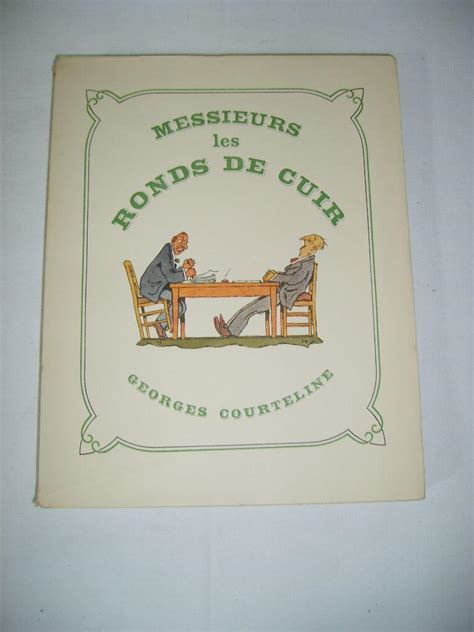 MESSIEURS
les
RONDS DE CUIR
GEORGES COURTELINE